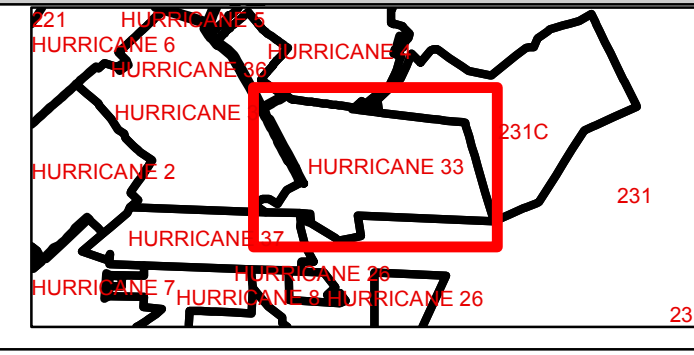 221
HURRICANE 5
HURRICANE 6
HURRICANE 4
HURRICANE 36
HURRICANE
231C
HURRICANE 2
HURRICANE 33
231
HURRICANE 37
HURRICANE 26
HURRICANE 7
HURRICANE 8
HURRICANE 26
23